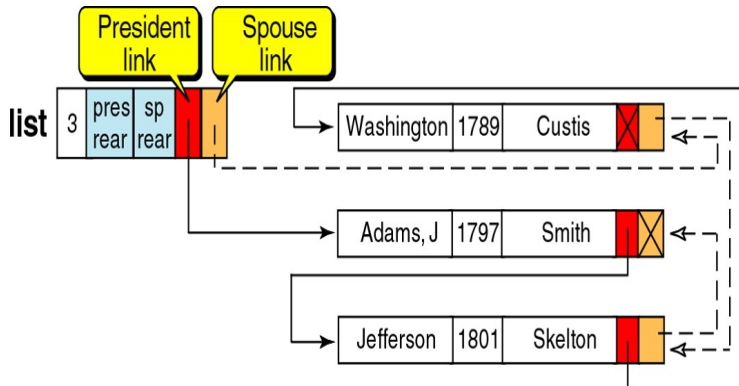 President link
Spouse link
list 3 pres rear sp rear
Washington 1789 Custis
Adams, J 1797 Smith
Jefferson 1801 Skelton